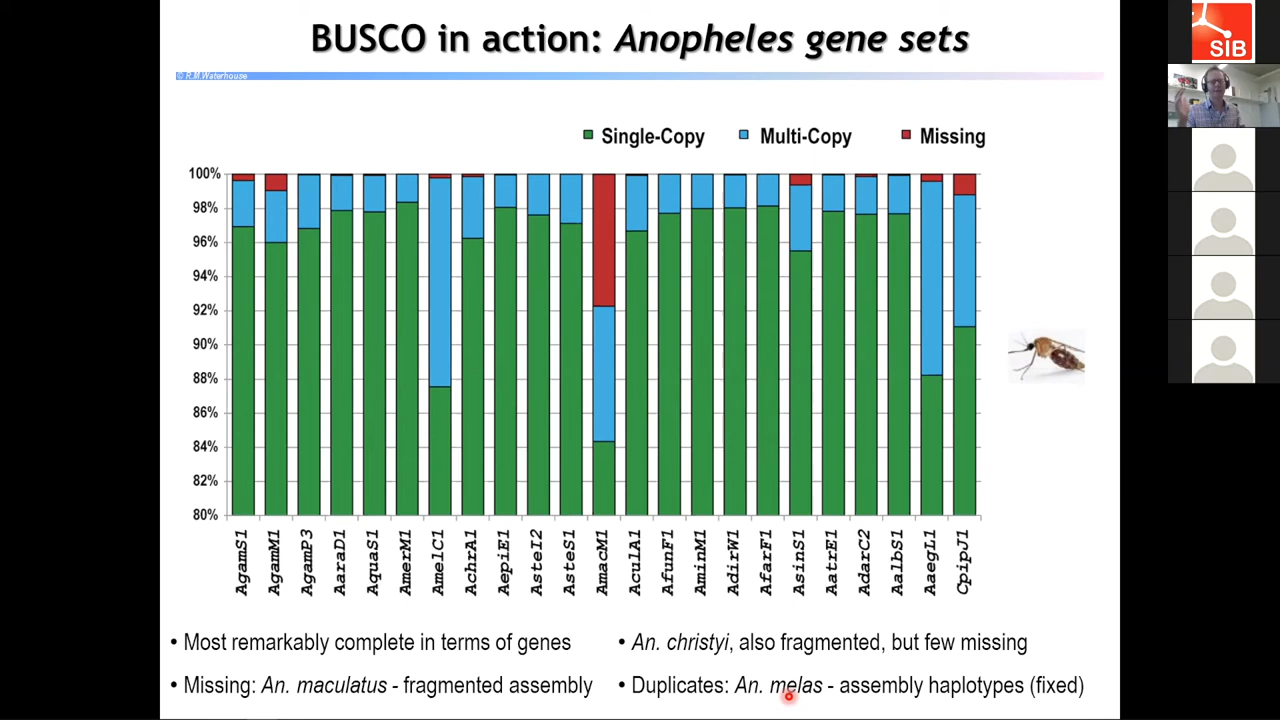 BUSCO in action: Anopheles gene sets
© R.M.Waterhouse
SIB
Single-Copy Multi-Copy Missing
100%
98%
96%
94%
92%
90%
88%
86%
84%
82%
80%
AgamS1
AgamM1
AgamP3
AaraD1
AquaS1
AmerM1
AmelC1
AchrA1
AepiE1
AsteI2
AsteS1
AmacM1
AculA1
AfunF1
AminM1
AdirW1
AfarF1
AsinS1
AatrE1
AdarC2
AalbS1
AaegL1
CpipJ1
• Most remarkably complete in terms of genes
• Missing: An. maculatus - fragmented assembly
• An. christyi, also fragmented, but few missing
• Duplicates: An. melas - assembly haplotypes (fixed)